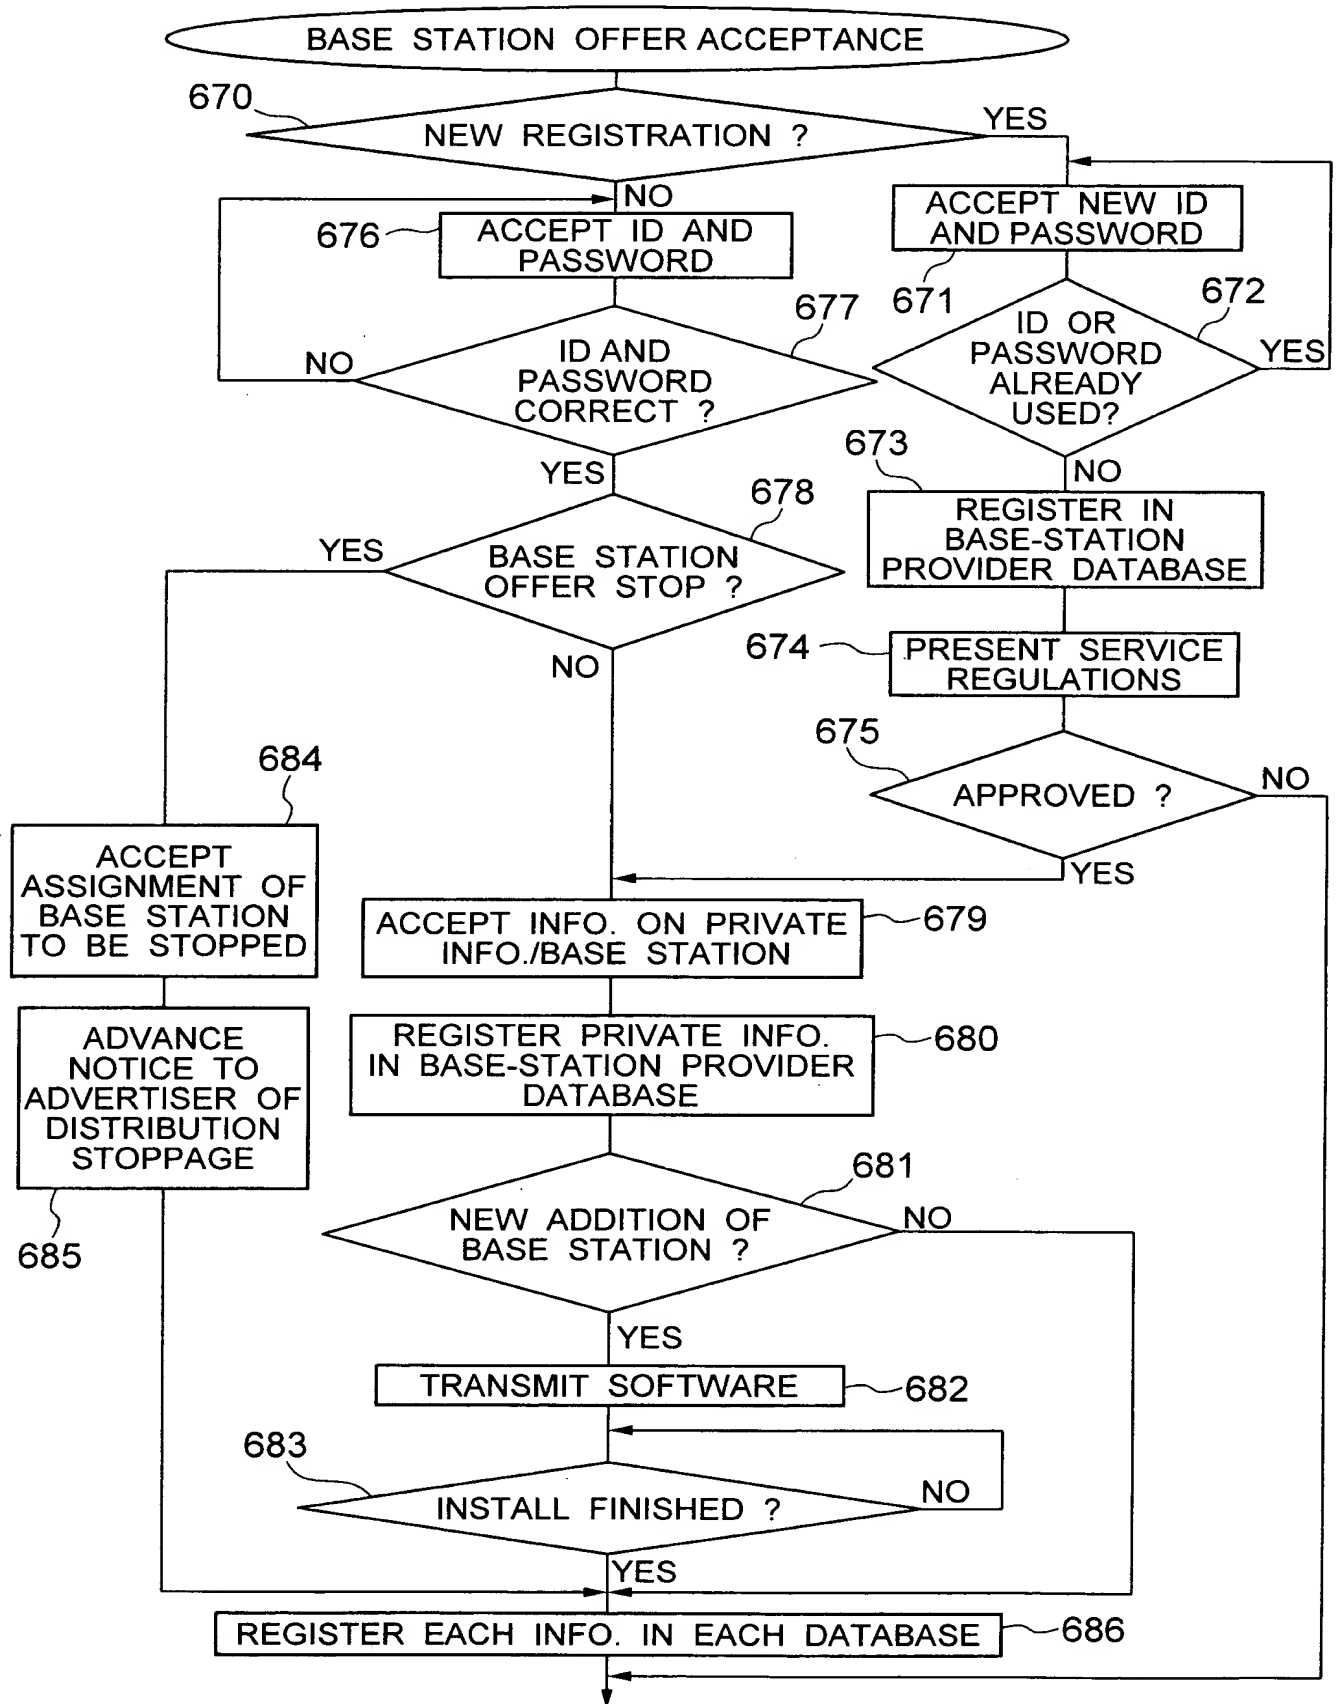 BASE STATION OFFER ACCEPTANCE
670
NEW REGISTRATION ?
YES
NO
676
ACCEPT ID AND
PASSWORD
ACCEPT NEW ID
AND PASSWORD
671
677
672
ID AND
PASSWORD
CORRECT ?
NO
ID OR
PASSWORD
ALREADY
USED?
YES
YES
673
NO
678
REGISTER IN
BASE-STATION
PROVIDER DATABASE
YES
BASE STATION
OFFER STOP ?
NO
674
PRESENT SERVICE
REGULATIONS
675
APPROVED ?
NO
YES
684
ACCEPT
ASSIGNMENT OF
BASE STATION
TO BE STOPPED
ACCEPT INFO. ON PRIVATE
INFO./BASE STATION
679
ADVANCE
NOTICE TO
ADVERTISER OF
DISTRIBUTION
STOPPAGE
685
REGISTER PRIVATE INFO.
IN BASE-STATION PROVIDER
DATABASE
680
681
NEW ADDITION OF
BASE STATION ?
NO
YES
TRANSMIT SOFTWARE
682
683
INSTALL FINISHED ?
NO
YES
REGISTER EACH INFO. IN EACH DATABASE
686